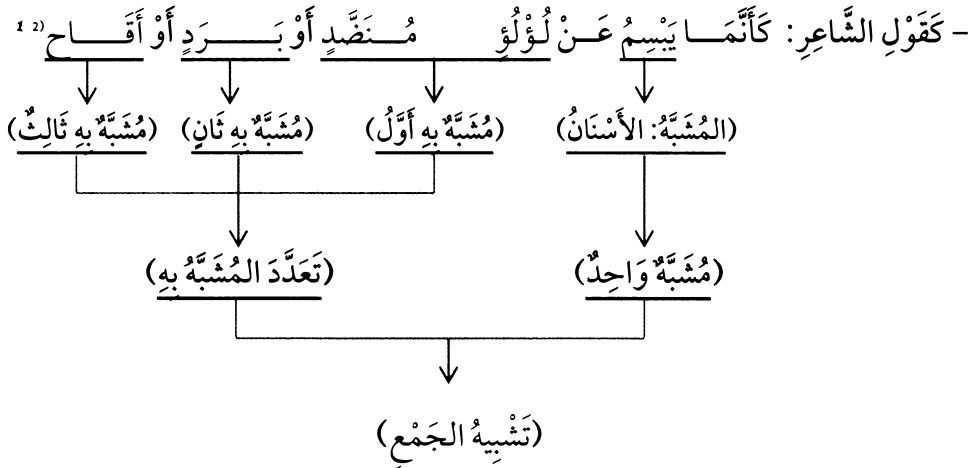 – كَقَوْلِ الشَّاعِرِ: كَأَنَّمَا يَبْسِمُ عَنْ لُؤْلُؤٍ مُنَضَّدٍ أَوْ بَرَدٍ أَوْ أَقَاحٍ
(المُشَبَّهُ: الأَسْنَانُ) (مُشَبَّهٌ بِهِ أَوَّلُ) (مُشَبَّهٌ بِهِ ثَانٍ) (مُشَبَّهٌ بِهِ ثَالِثٌ)
(مُشَبَّهٌ وَاحِدٌ) (تَعَدَّدَ المُشَبَّهُ بِهِ)
(تَشْبِيهُ الجَمْعِ)